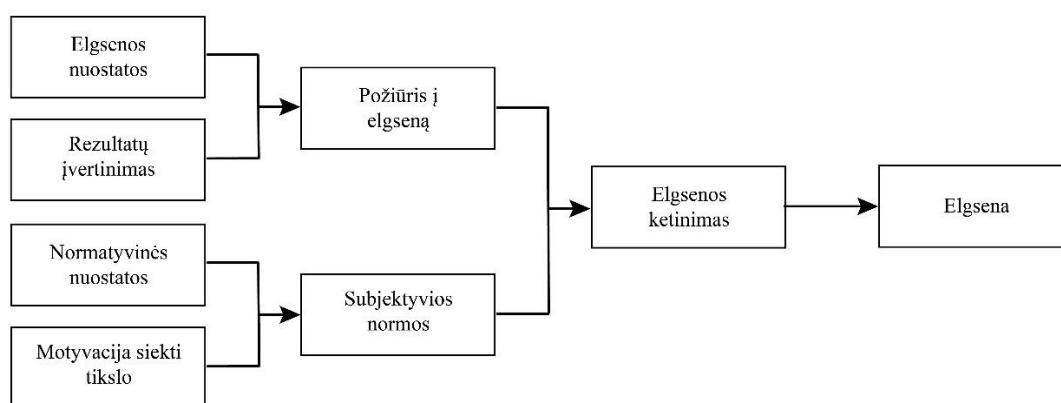 Elgsenos
nuostatos
Rezultatų
įvertinimas
Normatyvinės
nuostatos
Motyvacija siekti
tikslo
Požiūris į
elgseną
Subjektyvios
normos
Elgsenos
ketinimas
Elgsena